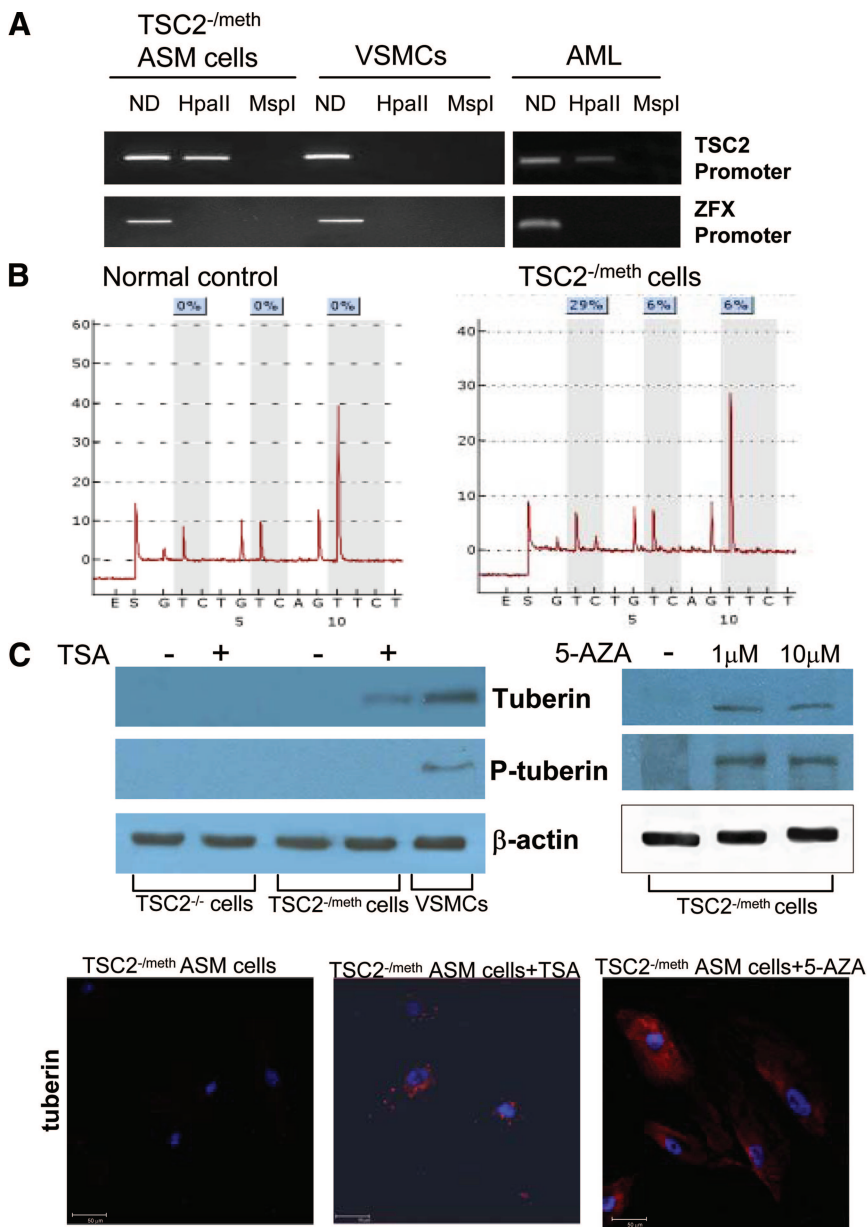 A
TSC2-/meth
ASM cells VSMCs AML
ND HpaII MspI ND HpaII MspI ND HpaII MspI
TSC2
Promoter
ZFX
Promoter
B
Normal control TSC2-/meth cells
0% 0% 0% 29% 6% 6%
60
50
40
30
20
10
0
E S G T C T G T C A G T T C T
5 10
40
30
20
10
0
E S G T C T G T C A G T T C T
5 10
C
TSA - + - + 5-AZA - 1μM 10μM
Tuberin
P-tuberin
β-actin
TSC2-/- cells TSC2-/meth cells VSMCs TSC2-/meth cells
TSC2-/meth ASM cells TSC2-/meth ASM cells+TSA TSC2-/meth ASM cells+5-AZA
tuberin
50 μm 50 μm